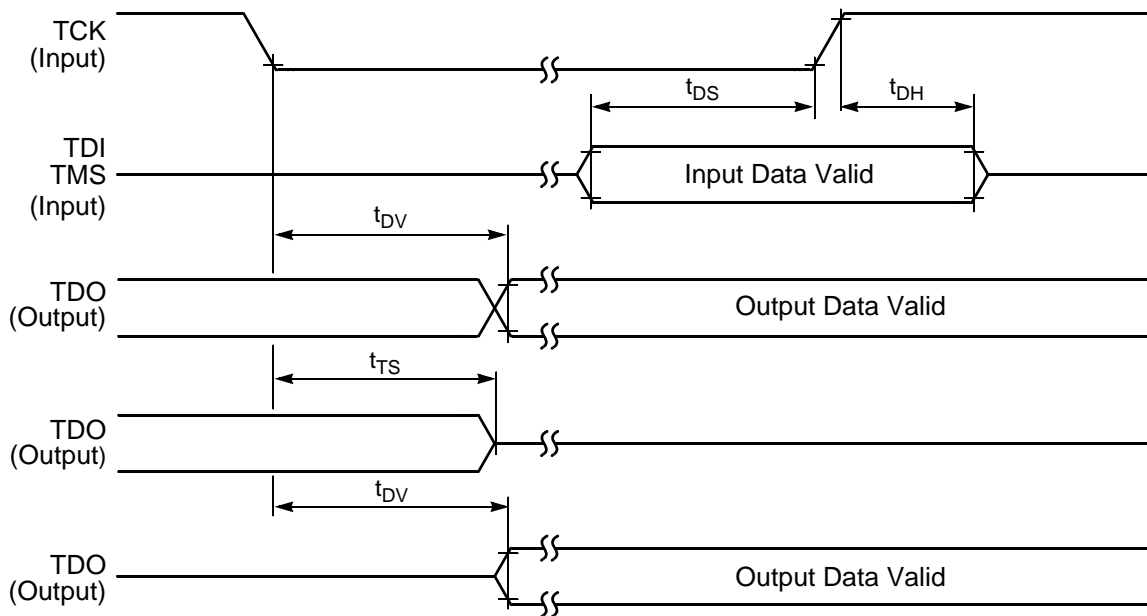 TCK
(Input)
tDS
tDH
TDI
TMS
(Input)
Input Data Valid
tDV
TDO
(Output)
Output Data Valid
tTS
TDO
(Output)
tDV
TDO
(Output)
Output Data Valid